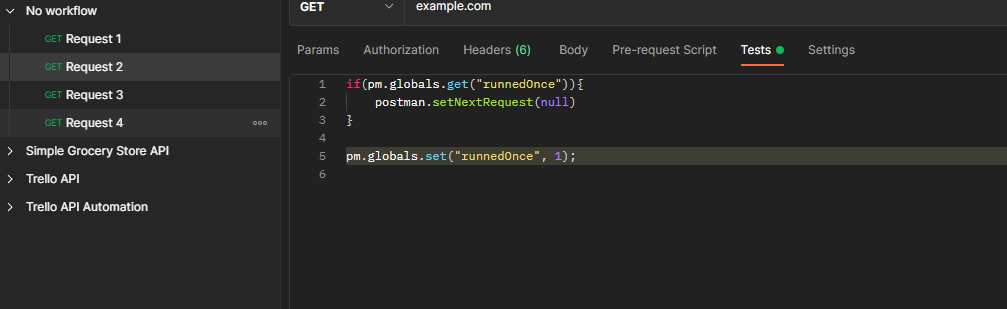 No workflow
GET Request 1
GET Request 2
GET Request 3
GET Request 4
Simple Grocery Store API
Trello API
Trello API Automation
GET example.com
Params Authorization Headers (6) Body Pre-request Script Tests Settings
1 if(pm.globals.get("runnedOnce")){
2 postman.setNextRequest(null)
3 }
4
5 pm.globals.set("runnedOnce", 1);
6